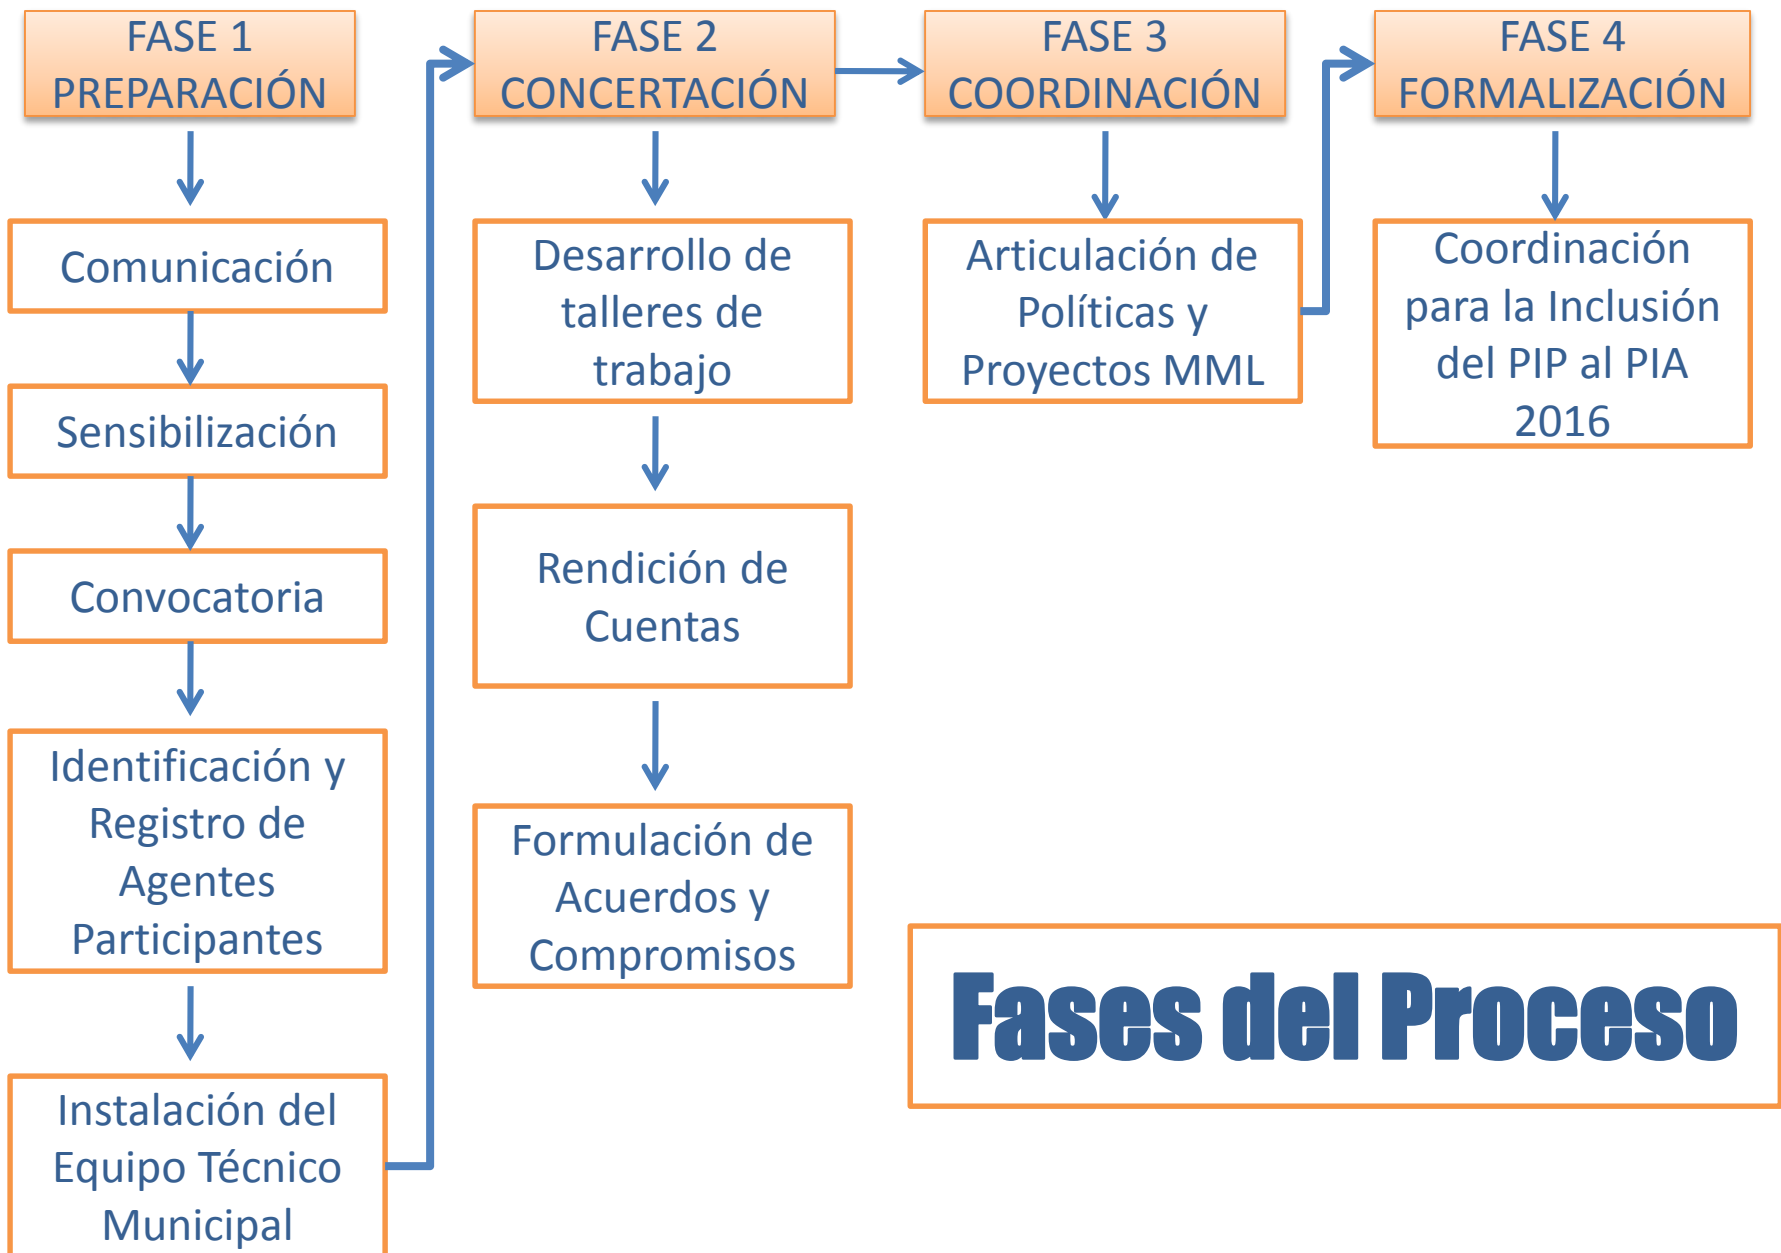 FASE 1
PREPARACIÓN
Comunicación
Sensibilización
Convocatoria
Identificación y
Registro de
Agentes
Participantes
Instalación del
Equipo Técnico
Municipal
FASE 2
CONCERTACIÓN
Desarrollo de
talleres de
trabajo
Rendición de
Cuentas
Formulación de
Acuerdos y
Compromisos
FASE 3
COORDINACIÓN
Articulación de
Políticas y
Proyectos MML
FASE 4
FORMALIZACIÓN
Coordinación
para la Inclusión
del PIP al PIA
2016
Fases del Proceso